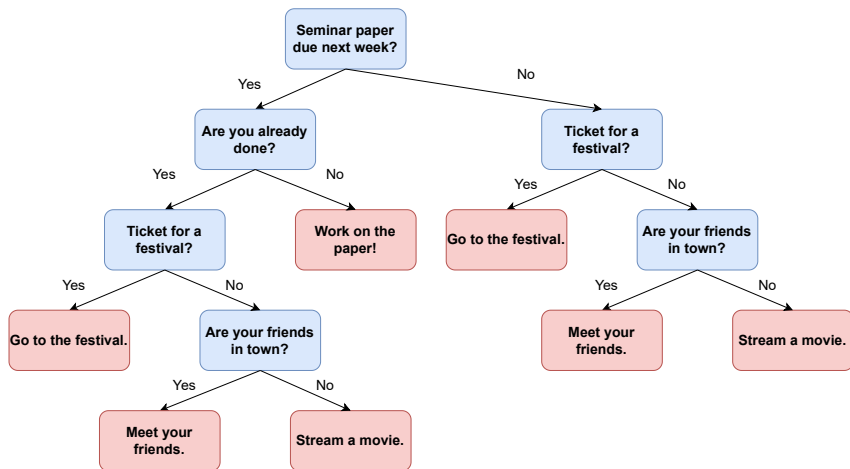 Seminar paper
due next week?
Yes
No
Are you already
done?
Ticket for a
festival?
Yes
No
Yes
No
Ticket for a
festival?
Work on the
paper!
Go to the festival.
Are your friends
in town?
Yes
No
Yes
No
Go to the festival.
Are your friends
in town?
Meet your
friends.
Stream a movie.
Yes
No
Meet your
friends.
Stream a movie.